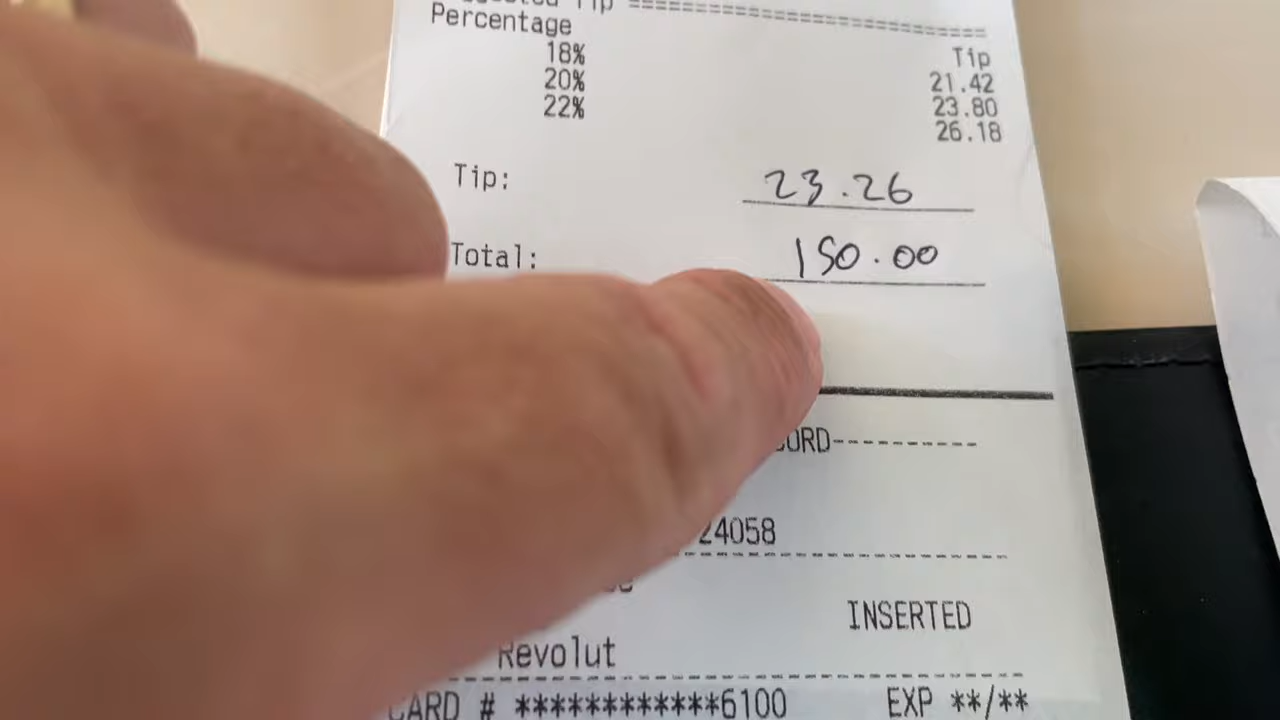 Tip
Percentage Tip
18% 21.42
20% 23.80
22% 26.18
Tip: 23.26
Total: 150.00
24058
INSERTED
Revolut
CARD # ************6100 EXP **/**